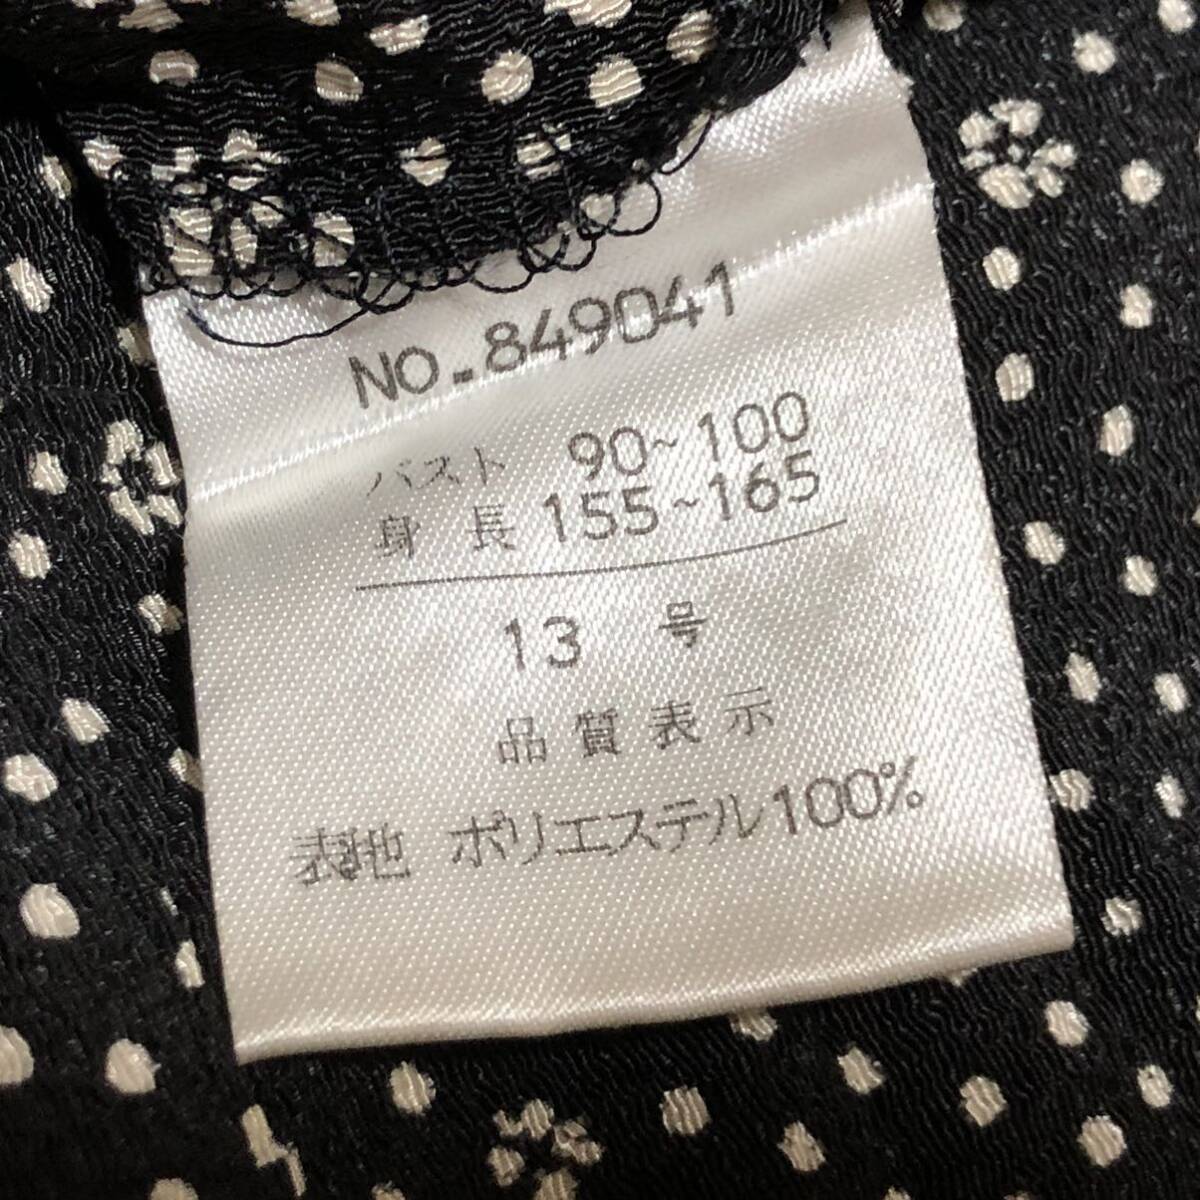 NO.849041
バスト 90~100
身長 155~165
13 号
品質表示
表地 ポリエステル100%